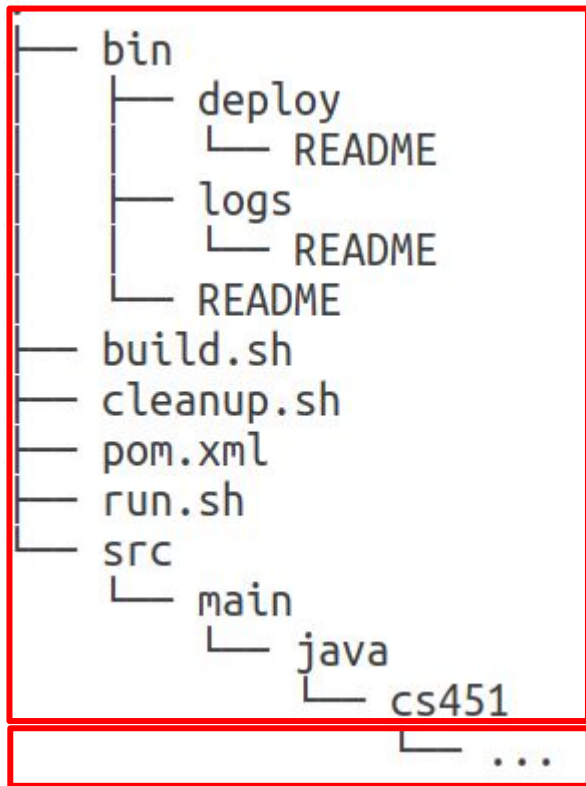 .
├── bin
│   ├── deploy
│   │   └── README
│   ├── logs
│   │   └── README
│   └── README
├── build.sh
├── cleanup.sh
├── pom.xml
├── run.sh
└── src
    └── main
        └── java
            └── cs451
                └── ...